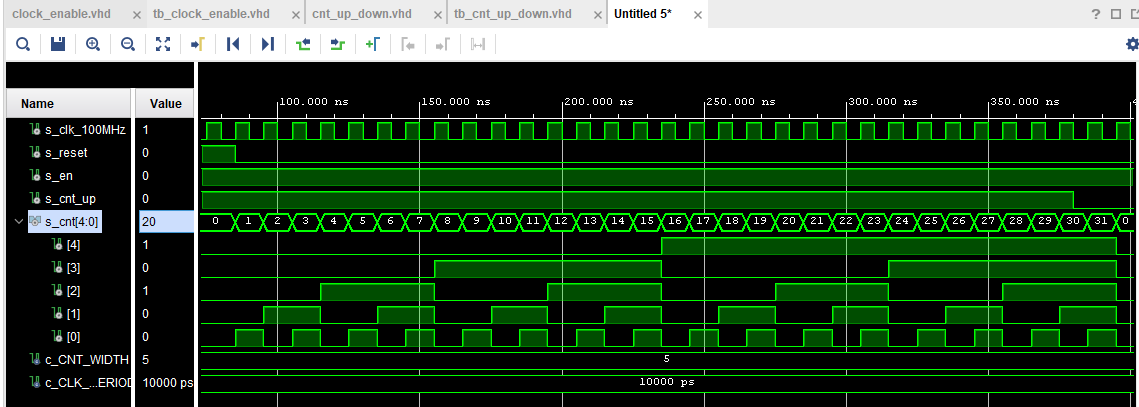 clock_enable.vhd × tb_clock_enable.vhd × cnt_up_down.vhd × tb_cnt_up_down.vhd × Untitled 5* ×
?
Name Value 100.000 ns 150.000 ns 200.000 ns 250.000 ns 300.000 ns 350.000 ns
s_clk_100MHz 1
s_reset 0
s_en 0
s_cnt_up 0
s_cnt[4:0] 20 0 1 2 3 4 5 6 7 8 9 10 11 12 13 14 15 16 17 18 19 20 21 22 23 24 25 26 27 28 29 30 31 0
[4] 1
[3] 0
[2] 1
[1] 0
[0] 0
c_CNT_WIDTH 5 5
c_CLK_...ERIOD 10000 ps 10000 ps